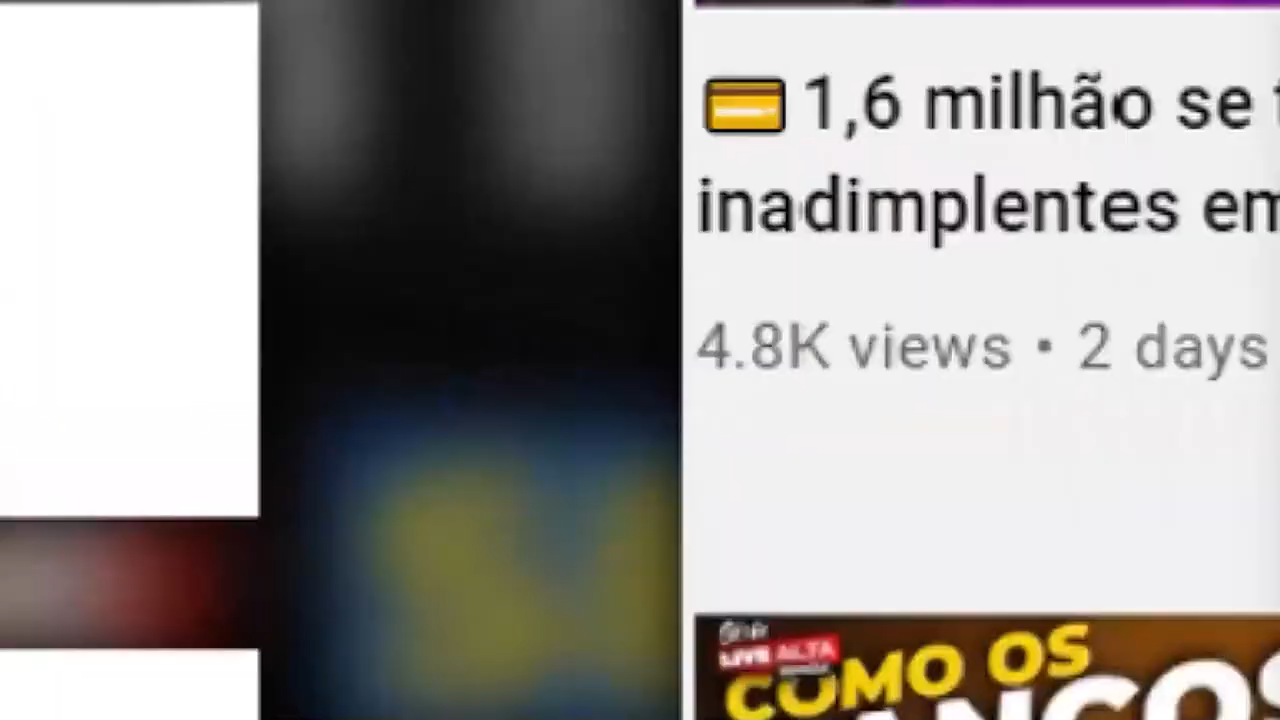 1,6 milhão se
inadimplentes em
4.8K views • 2 days
LIVE ALTA
COMO OS